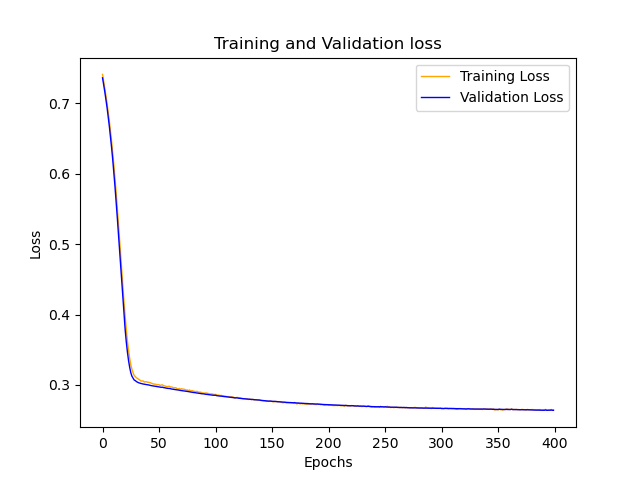 Training and Validation loss
Training Loss
Validation Loss
0.7
0.6
0.5
0.4
0.3
Loss
0 50 100 150 200 250 300 350 400
Epochs